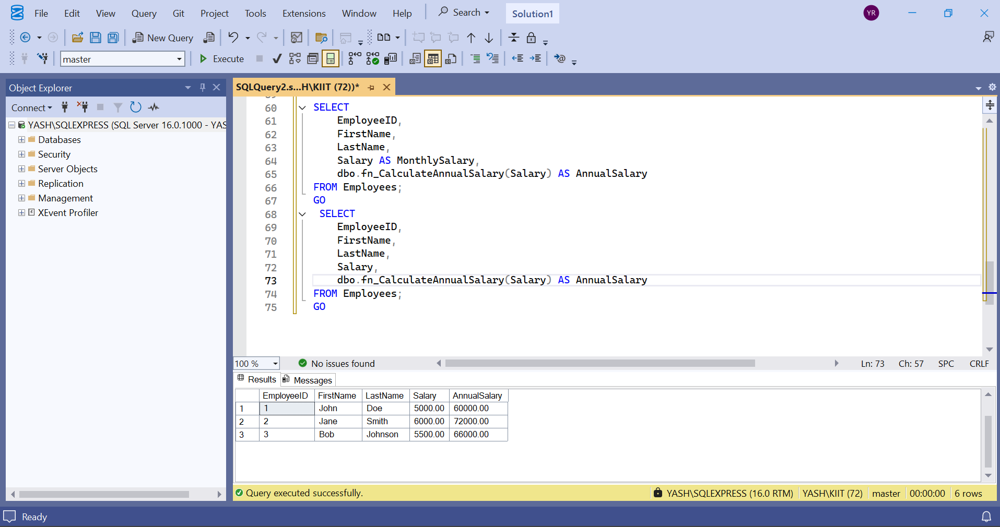 File Edit View Query Git Project Tools Extensions Window Help Search Solution1 YR
New Query
master Execute
Object Explorer
Connect
YASH\SQLEXPRESS (SQL Server 16.0.1000 - YAS
Databases
Security
Server Objects
Replication
Management
XEvent Profiler
SQLQuery2.s...H\KIIT (72))*
60 SELECT
61 EmployeeID,
62 FirstName,
63 LastName,
64 Salary AS MonthlySalary,
65 dbo.fn_CalculateAnnualSalary(Salary) AS AnnualSalary
66 FROM Employees;
67 GO
68 SELECT
69 EmployeeID,
70 FirstName,
71 LastName,
72 Salary,
73 dbo.fn_CalculateAnnualSalary(Salary) AS AnnualSalary
74 FROM Employees;
75 GO
100 % No issues found Ln: 73 Ch: 57 SPC CRLF
Results Messages
EmployeeID FirstName LastName Salary AnnualSalary
1 1 John Doe 5000.00 60000.00
2 2 Jane Smith 6000.00 72000.00
3 3 Bob Johnson 5500.00 66000.00
Query executed successfully. YASH\SQLEXPRESS (16.0 RTM) YASH\KIIT (72) master 00:00:00 6 rows
Ready